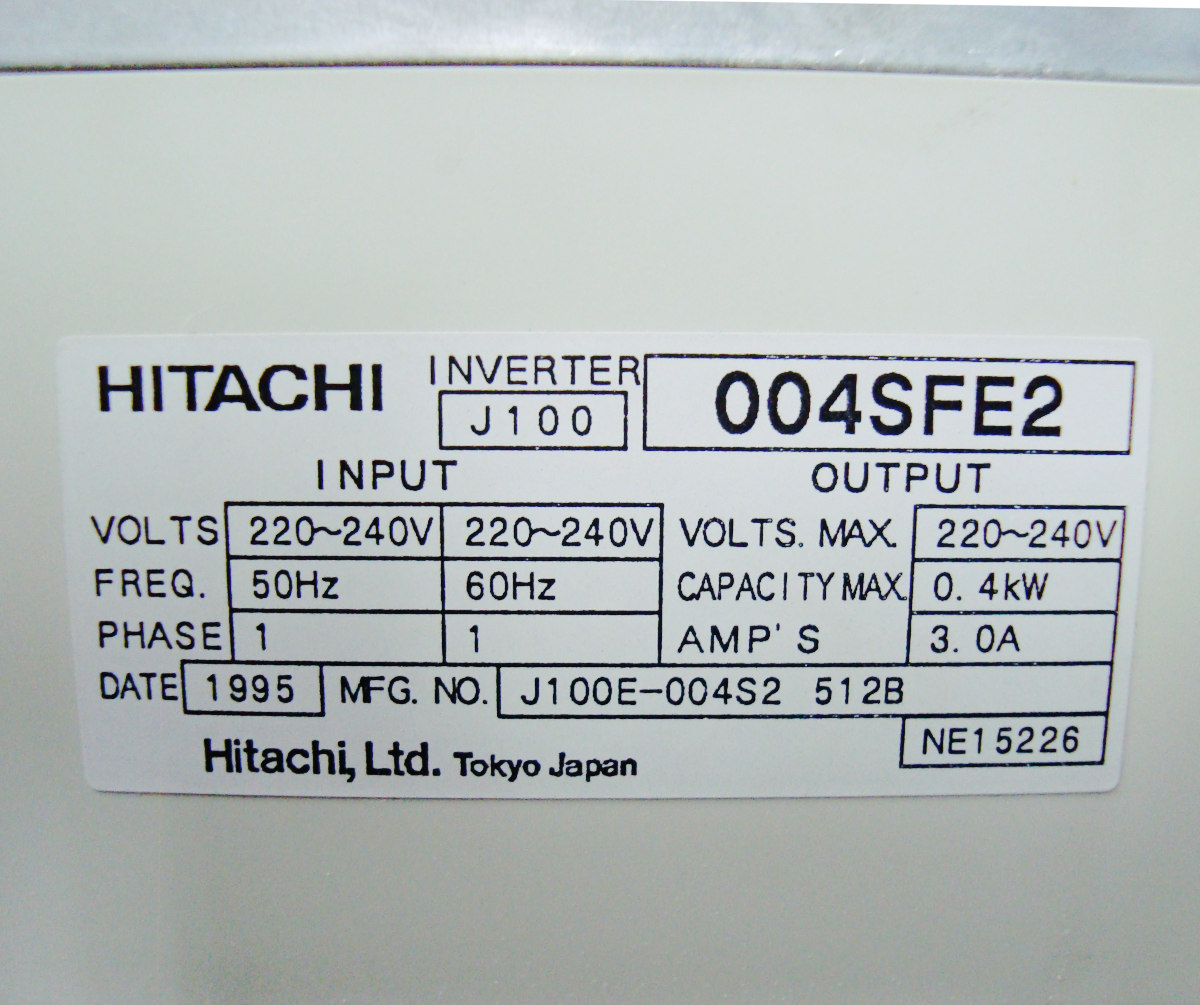 HITACHI INVERTER J100 004SFE2
INPUT OUTPUT
VOLTS 220~240V 220~240V VOLTS. MAX. 220~240V
FREQ. 50Hz 60Hz CAPACITY MAX. 0.4kW
PHASE 1 1 AMP'S 3.0A
DATE 1995 MFG. NO. J100E-004S2 512B
NE15226
Hitachi, Ltd. Tokyo Japan